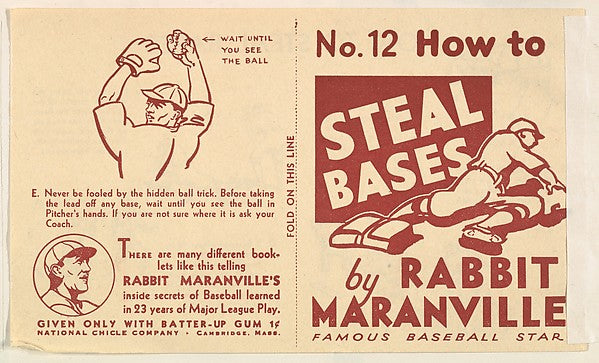 WAIT UNTIL
YOU SEE
THE BALL
E. Never be fooled by the hidden ball trick. Before taking
the lead off any base, wait until you see the ball in
Pitcher's hands. If you are not sure where it is ask your
Coach.
THERE are many different book-
lets like this telling
RABBIT MARANVILLE'S
inside secrets of Baseball learned
in 23 years of Major League Play.
GIVEN ONLY WITH BATTER-UP GUM 1¢
NATIONAL CHICLE COMPANY · CAMBRIDGE, MASS.
FOLD ON THIS LINE
No. 12 How to
STEAL
BASES
by RABBIT
MARANVILLE
FAMOUS BASEBALL STAR